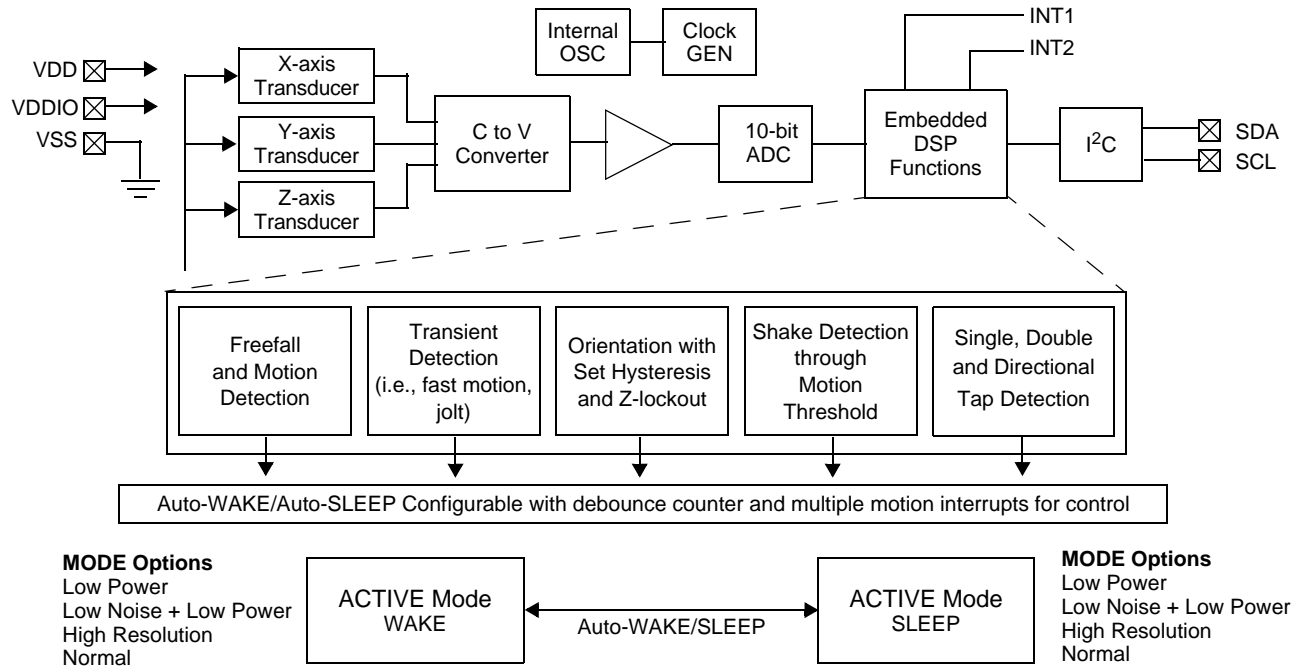 INT1
INT2
Internal
OSC
Clock
GEN
VDD
VDDIO
VSS
X-axis
Transducer
Y-axis
Transducer
Z-axis
Transducer
C to V
Converter
10-bit
ADC
Embedded
DSP
Functions
I²C
SDA
SCL
Freefall
and Motion
Detection
Transient
Detection
(i.e., fast motion,
jolt)
Orientation with
Set Hysteresis
and Z-lockout
Shake Detection
through
Motion
Threshold
Single, Double
and Directional
Tap Detection
Auto-WAKE/Auto-SLEEP Configurable with debounce counter and multiple motion interrupts for control
MODE Options
Low Power
Low Noise + Low Power
High Resolution
Normal
ACTIVE Mode
WAKE
Auto-WAKE/SLEEP
ACTIVE Mode
SLEEP
MODE Options
Low Power
Low Noise + Low Power
High Resolution
Normal